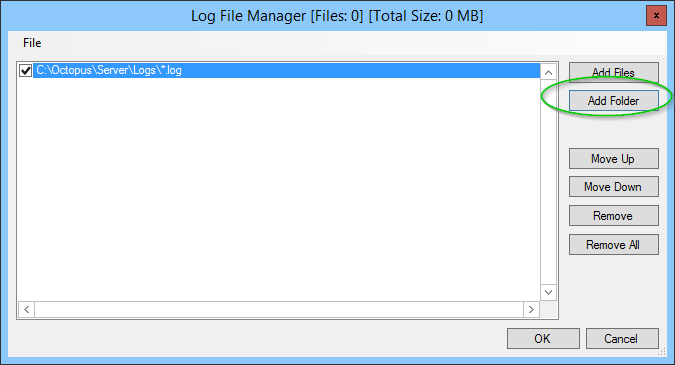 Log File Manager [Files: 0] [Total Size: 0 MB]
x
File
C:\Octopus\Server\Logs\*.log
Add Files
Add Folder
Move Up
Move Down
Remove
Remove All
OK
Cancel